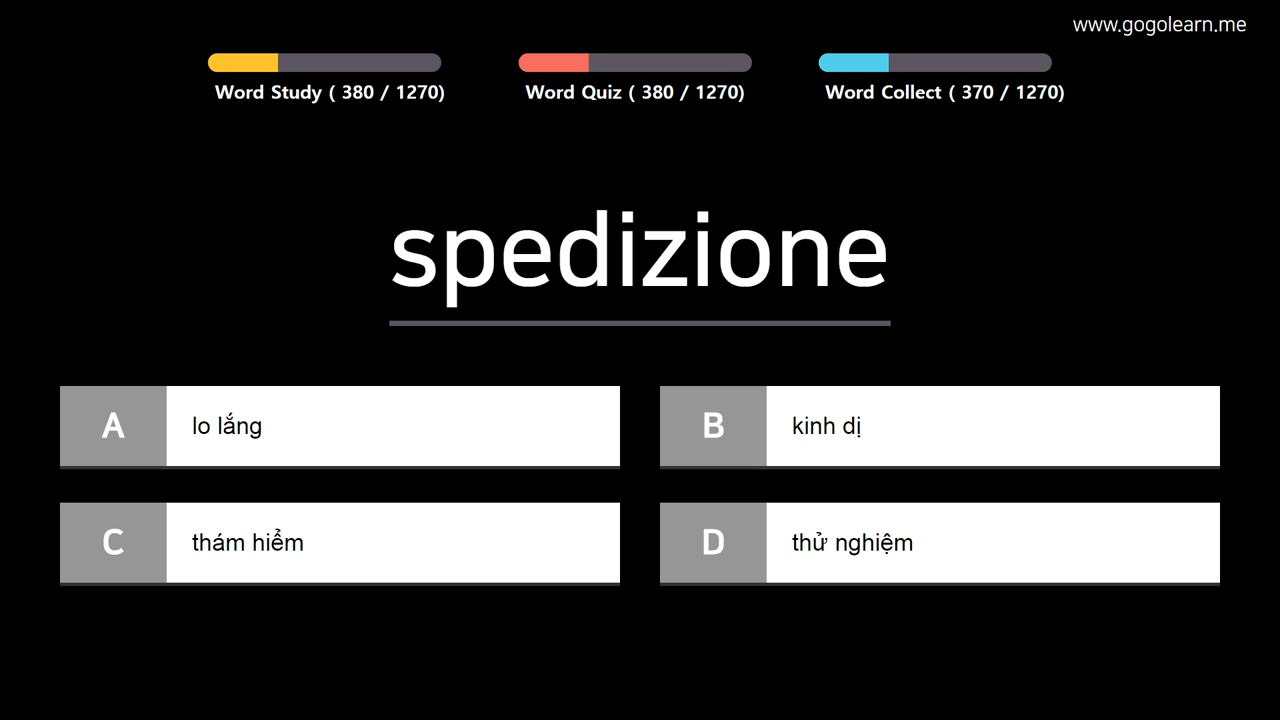 www.gogolearn.me
Word Study ( 380 / 1270)
Word Quiz ( 380 / 1270)
Word Collect ( 370 / 1270)
spedizione
A lo lắng
B kinh dị
C thám hiểm
D thử nghiệm